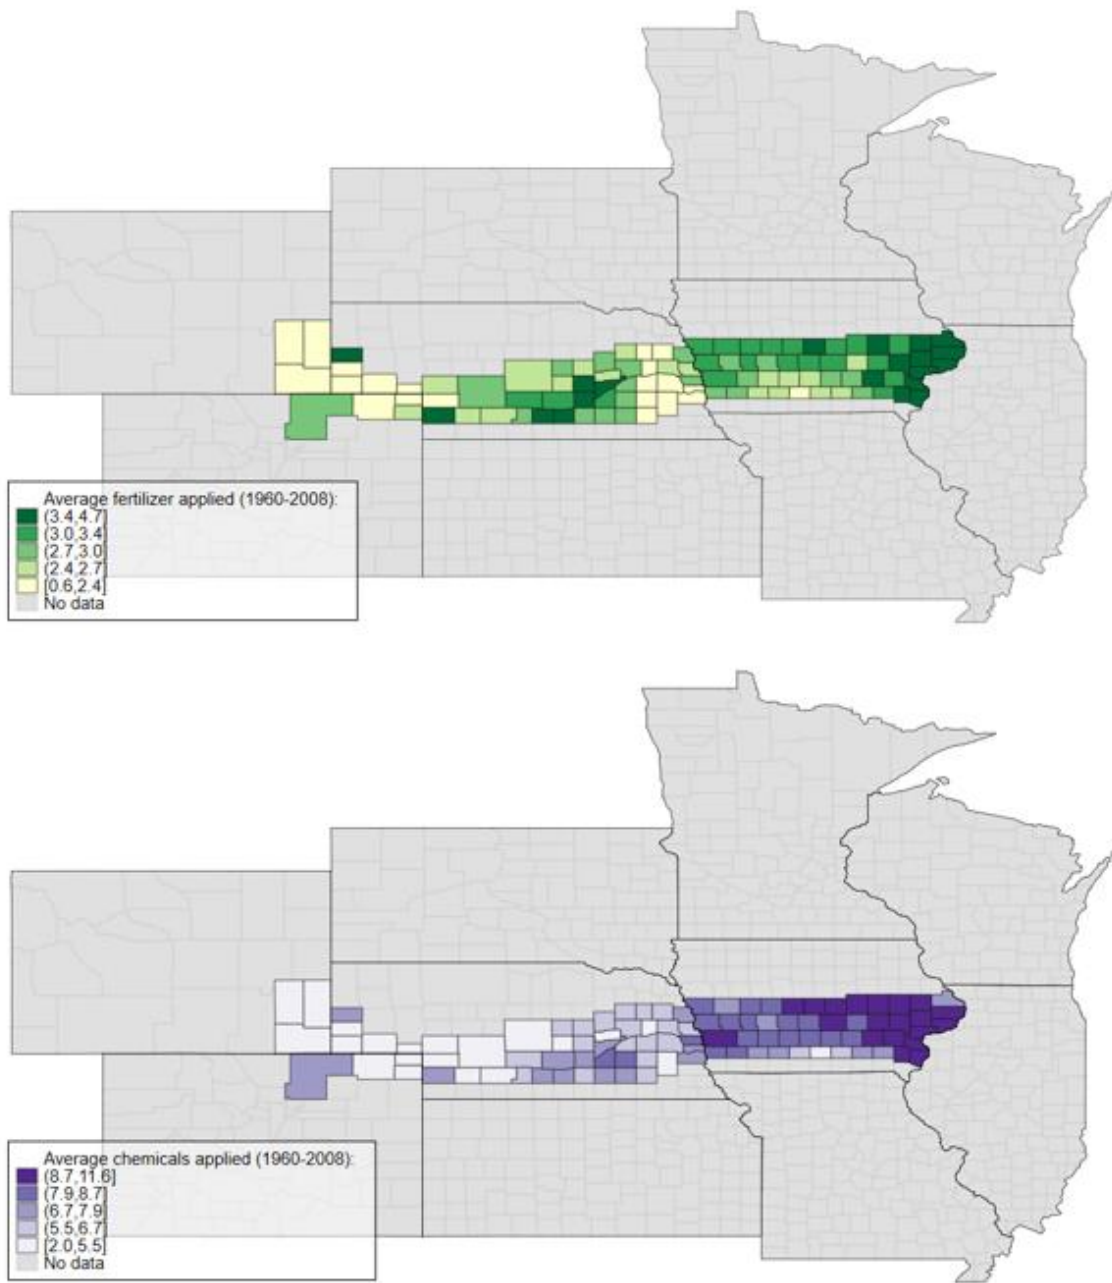 Average fertilizer applied (1960-2008):
(3.4,4.7]
(3.0,3.4]
(2.7,3.0]
(2.4,2.7]
[0.6,2.4]
No data
Average chemicals applied (1960-2008):
(8.7,11.6]
(7.9,8.7]
(6.7,7.9]
(5.5,6.7]
[2.0,5.5]
No data